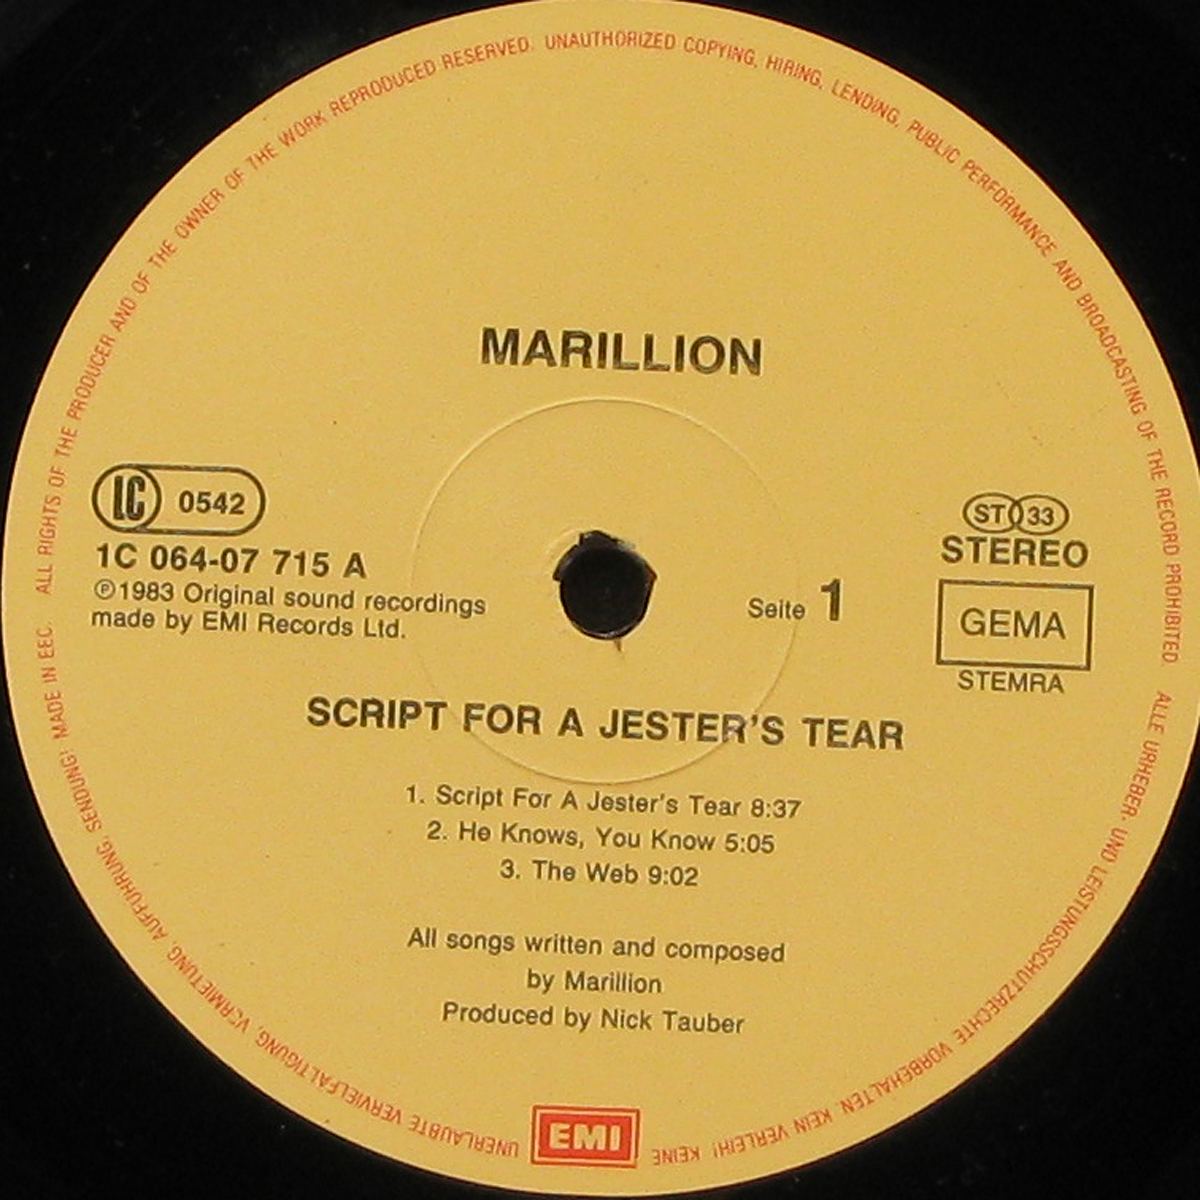 ALL RIGHTS OF THE PRODUCER AND OF THE OWNER OF THE WORK REPRODUCED RESERVED. UNAUTHORIZED COPYING, HIRING, LENDING, PUBLIC PERFORMANCE AND BROADCASTING OF THE RECORD PROHIBITED.
MARILLION
LC 0542
1C 064-07 715 A
℗1983 Original sound recordings
made by EMI Records Ltd.
ST 33
STEREO
GEMA
STEMRA
Seite 1
SCRIPT FOR A JESTER'S TEAR
1. Script For A Jester's Tear 8:37
2. He Knows, You Know 5:05
3. The Web 9:02
All songs written and composed
by Marillion
Produced by Nick Tauber
EMI
ALLE URHEBER- UND LEISTUNGSSCHUTZRECHTE VORBEHALTEN. KEIN VERLEIH! KEINE UNERLAUBTE VERVIELFÄLTIGUNG, VERMIETUNG, AUFFÜHRUNG, SENDUNG! MADE IN EEC.